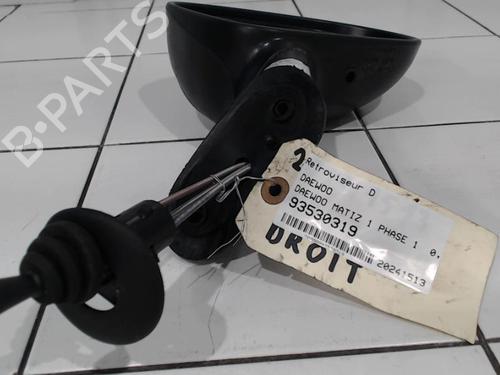 B-PARTS
2
Retroviseur D
DAEWOO
DAEWOO MATIZ 1 PHASE 1 0.
93530319
20241513
DROIT